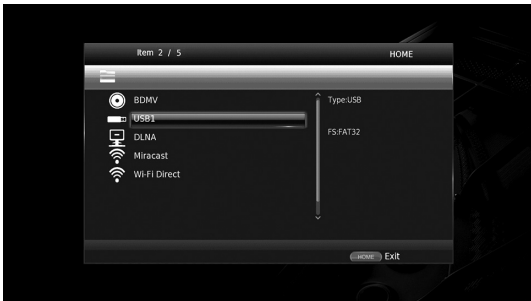 Item 2 / 5
HOME
BDMV
USB1
DLNA
Miracast
Wi-Fi Direct
Type:USB
FS:FAT32
HOME Exit